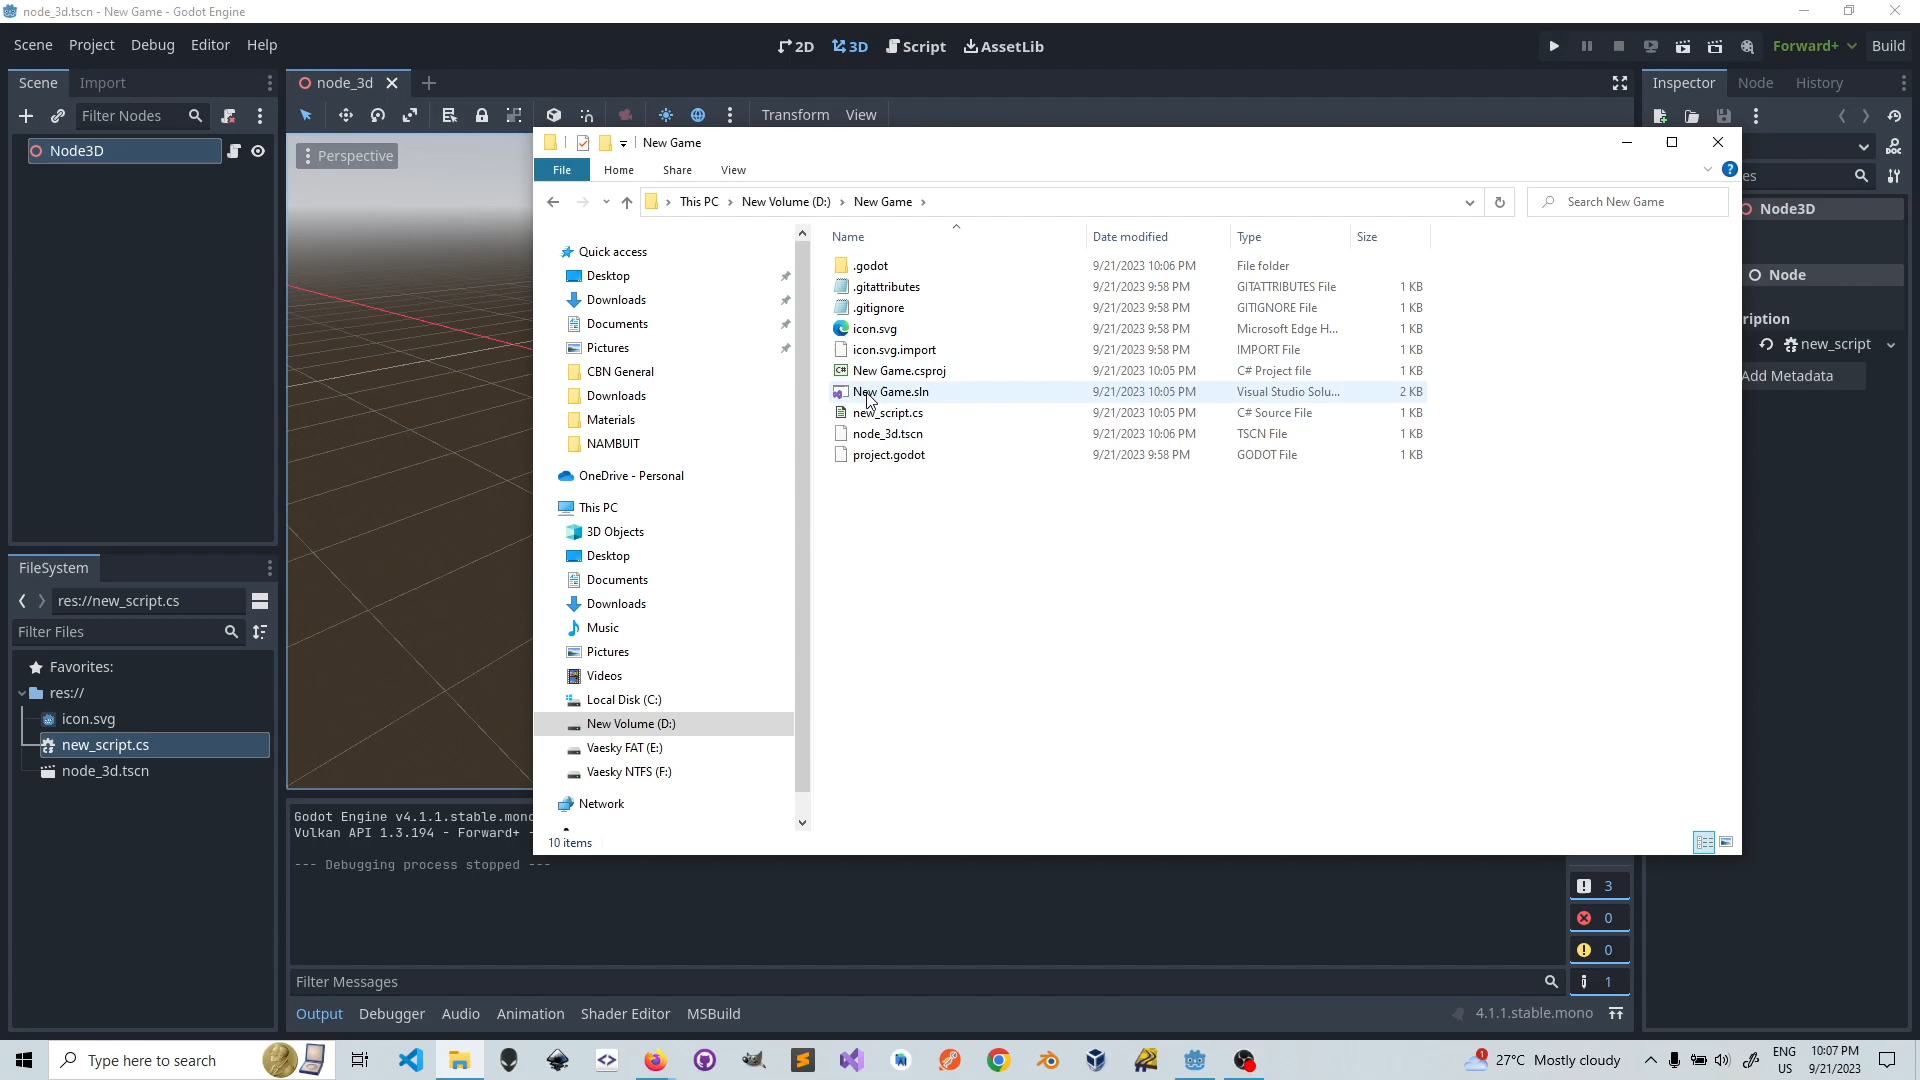 node_3d.tscn - New Game - Godot Engine
Scene Project Debug Editor Help
2D 3D Script AssetLib
Forward+ Build
Scene Import
node_3d
Inspector Node History
Filter Nodes
Transform View
Node3D
Perspective
New Game
File Home Share View
This PC New Volume (D:) New Game
Search New Game
es
Node3D
Node
ription
new_script
Add Metadata
Name Date modified Type Size
.godot 9/21/2023 10:06 PM File folder
.gitattributes 9/21/2023 9:58 PM GITATTRIBUTES File 1 KB
.gitignore 9/21/2023 9:58 PM GITIGNORE File 1 KB
icon.svg 9/21/2023 9:58 PM Microsoft Edge H... 1 KB
icon.svg.import 9/21/2023 9:58 PM IMPORT File 1 KB
New Game.csproj 9/21/2023 10:05 PM C# Project file 1 KB
New Game.sln 9/21/2023 10:05 PM Visual Studio Solu... 2 KB
new_script.cs 9/21/2023 10:05 PM C# Source File 1 KB
node_3d.tscn 9/21/2023 10:06 PM TSCN File 1 KB
project.godot 9/21/2023 9:58 PM GODOT File 1 KB
Quick access
Desktop
Downloads
Documents
Pictures
CBN General
Downloads
Materials
NAMBUIT
OneDrive - Personal
This PC
3D Objects
Desktop
Documents
Downloads
Music
Pictures
Videos
Local Disk (C:)
New Volume (D:)
Vaesky FAT (E:)
Vaesky NTFS (F:)
Network
10 items
FileSystem
res://new_script.cs
Filter Files
Favorites:
res://
icon.svg
new_script.cs
node_3d.tscn
Godot Engine v4.1.1.stable.mono
Vulkan API 1.3.194 - Forward+ -
--- Debugging process stopped ---
3
0
0
1
Filter Messages
Output Debugger Audio Animation Shader Editor MSBuild
4.1.1.stable.mono
Type here to search
27°C Mostly cloudy
ENG
US
10:07 PM
9/21/2023